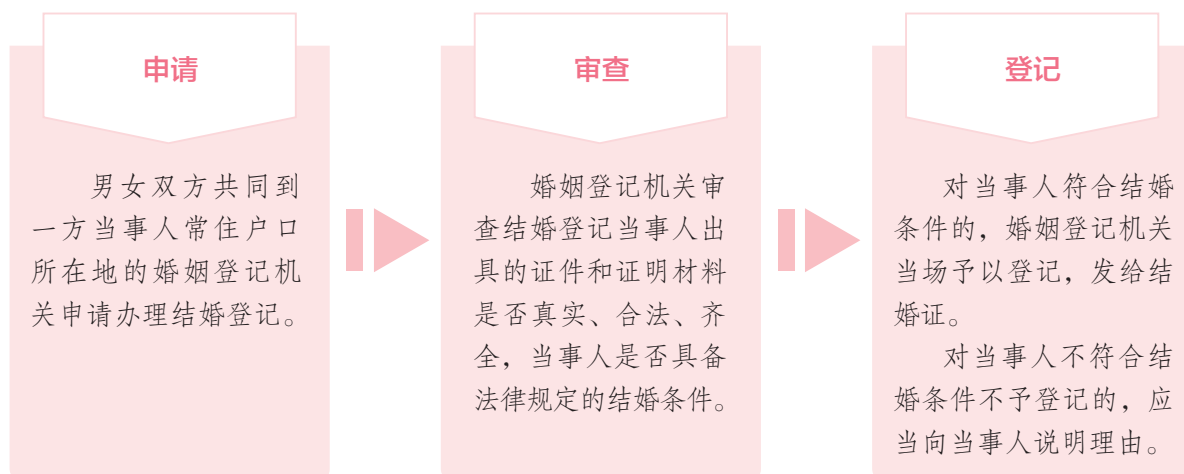 申请
男女双方共同到
一方当事人常住户口
所在地的婚姻登记机
关申请办理结婚登记。
审查
婚姻登记机关审
查结婚登记当事人出
具的证件和证明材料
是否真实、合法、齐
全，当事人是否具备
法律规定的结婚条件。
登记
对当事人符合结婚
条件的，婚姻登记机关
当场予以登记，发给结
婚证。
对当事人不符合结
婚条件不予登记的，应
当向当事人说明理由。